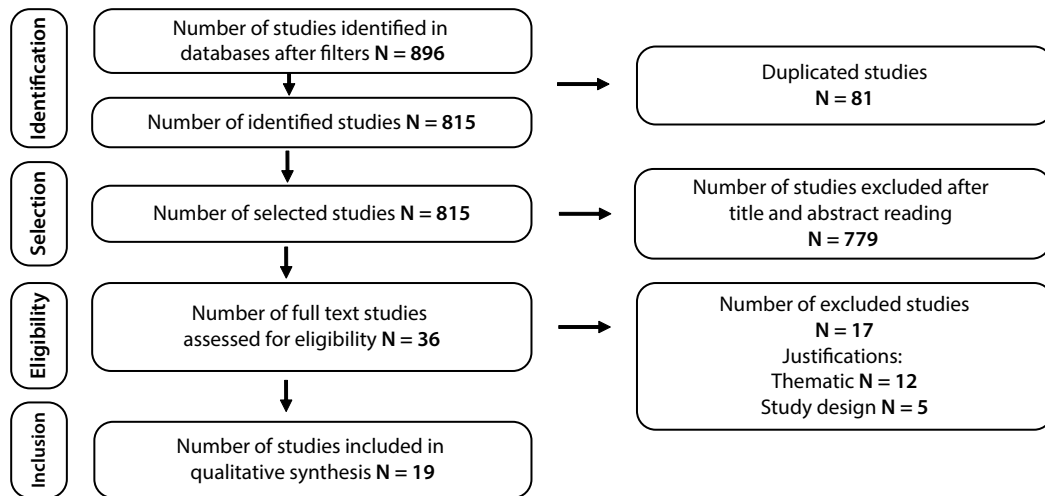 Identification
Number of studies identified in
databases after filters N = 896
Duplicated studies
N = 81
Number of identified studies N = 815
Selection
Number of selected studies N = 815
Number of studies excluded after
title and abstract reading
N = 779
Eligibility
Number of full text studies
assessed for eligibility N = 36
Number of excluded studies
N = 17
Justifications:
Thematic N = 12
Study design N = 5
Inclusion
Number of studies included in
qualitative synthesis N = 19